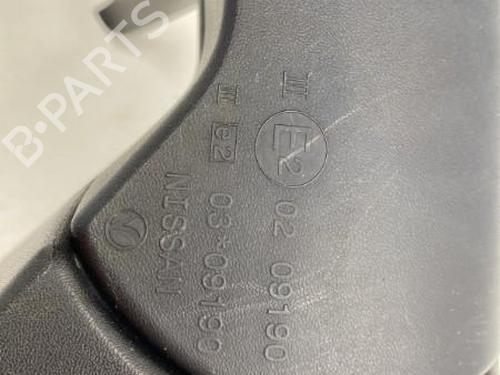 B-PARTS
III E2 02 09190
III e2 03*09190
NISSAN